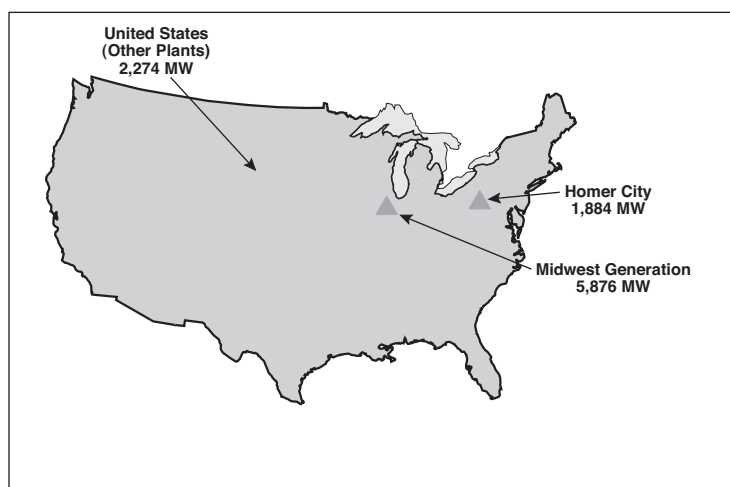 United States
(Other Plants)
2,274 MW
Homer City
1,884 MW
Midwest Generation
5,876 MW